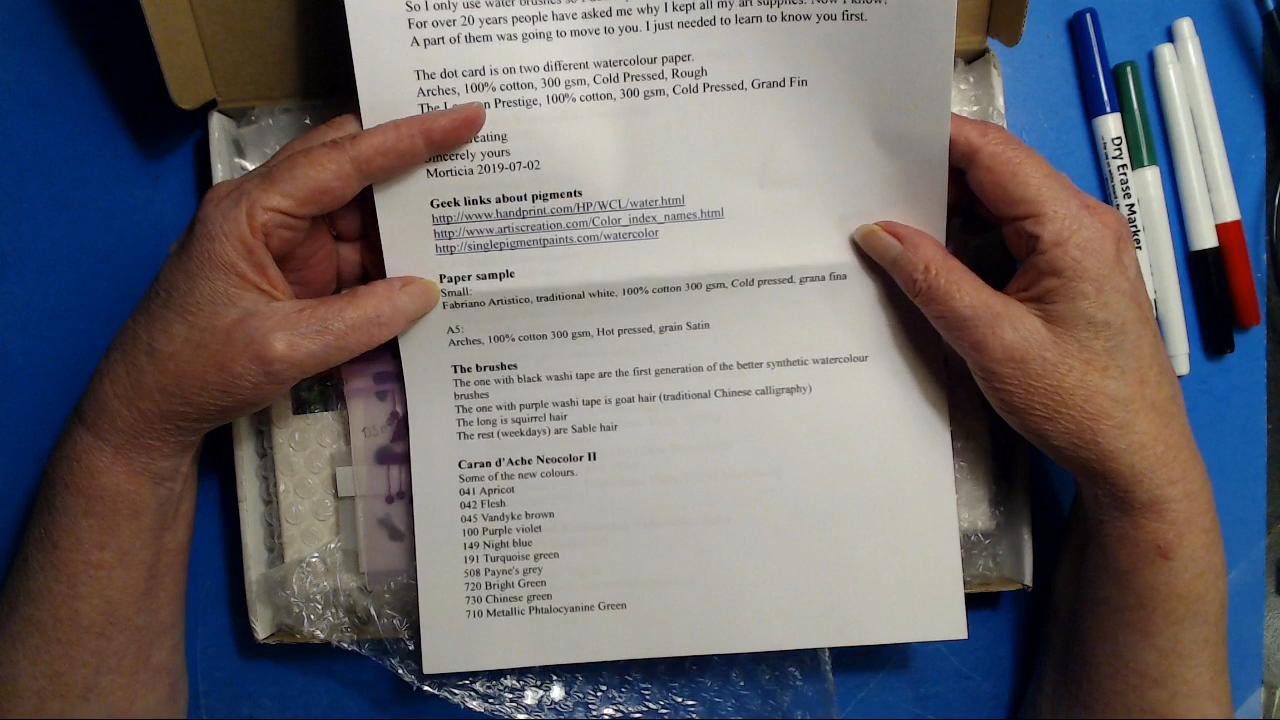 So I only use water brushes so I
For over 20 years people have asked me why I kept all my art supplies. Now I know!
A part of them was going to move to you. I just needed to learn to know you first.
The dot card is on two different watercolour paper.
Arches, 100% cotton, 300 gsm, Cold Pressed, Rough
The Prestige, 100% cotton, 300 gsm, Cold Pressed, Grand Fin
Sincerely yours
Morticia 2019-07-02
Geek links about pigments
http://www.handprint.com/HP/WCL/water.html
http://www.artiscreation.com/Color_index_names.html
http://singlepigmentpaints.com/watercolor
Paper sample
Small:
Fabriano Artistico, traditional white, 100% cotton 300 gsm, Cold pressed, grana fina
A5:
Arches, 100% cotton 300 gsm, Hot pressed, grain Satin
The brushes
The one with black washi tape are the first generation of the better synthetic watercolour
brushes
The one with purple washi tape is goat hair (traditional Chinese calligraphy)
The long is squirrel hair
The rest (weekdays) are Sable hair
Caran d'Ache Neocolor II
Some of the new colours.
041 Apricot
042 Flesh
045 Vandyke brown
100 Purple violet
149 Night blue
191 Turquoise green
508 Payne's grey
720 Bright Green
730 Chinese green
710 Metallic Phtalocyanine Green
Dry Erase Marker